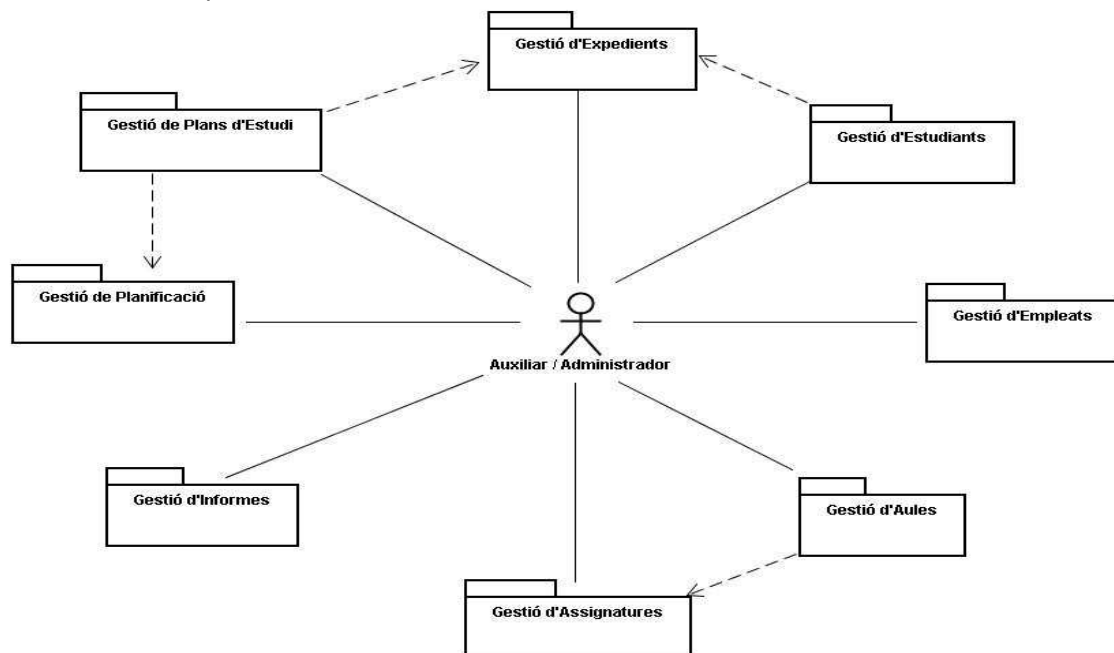 Gestió d'Expedients
Gestió de Plans d'Estudi
Gestió d'Estudiants
Gestió de Planificació
Gestió d'Empleats
Auxiliar / Administrador
Gestió d'Informes
Gestió d'Aules
Gestió d'Assignatures